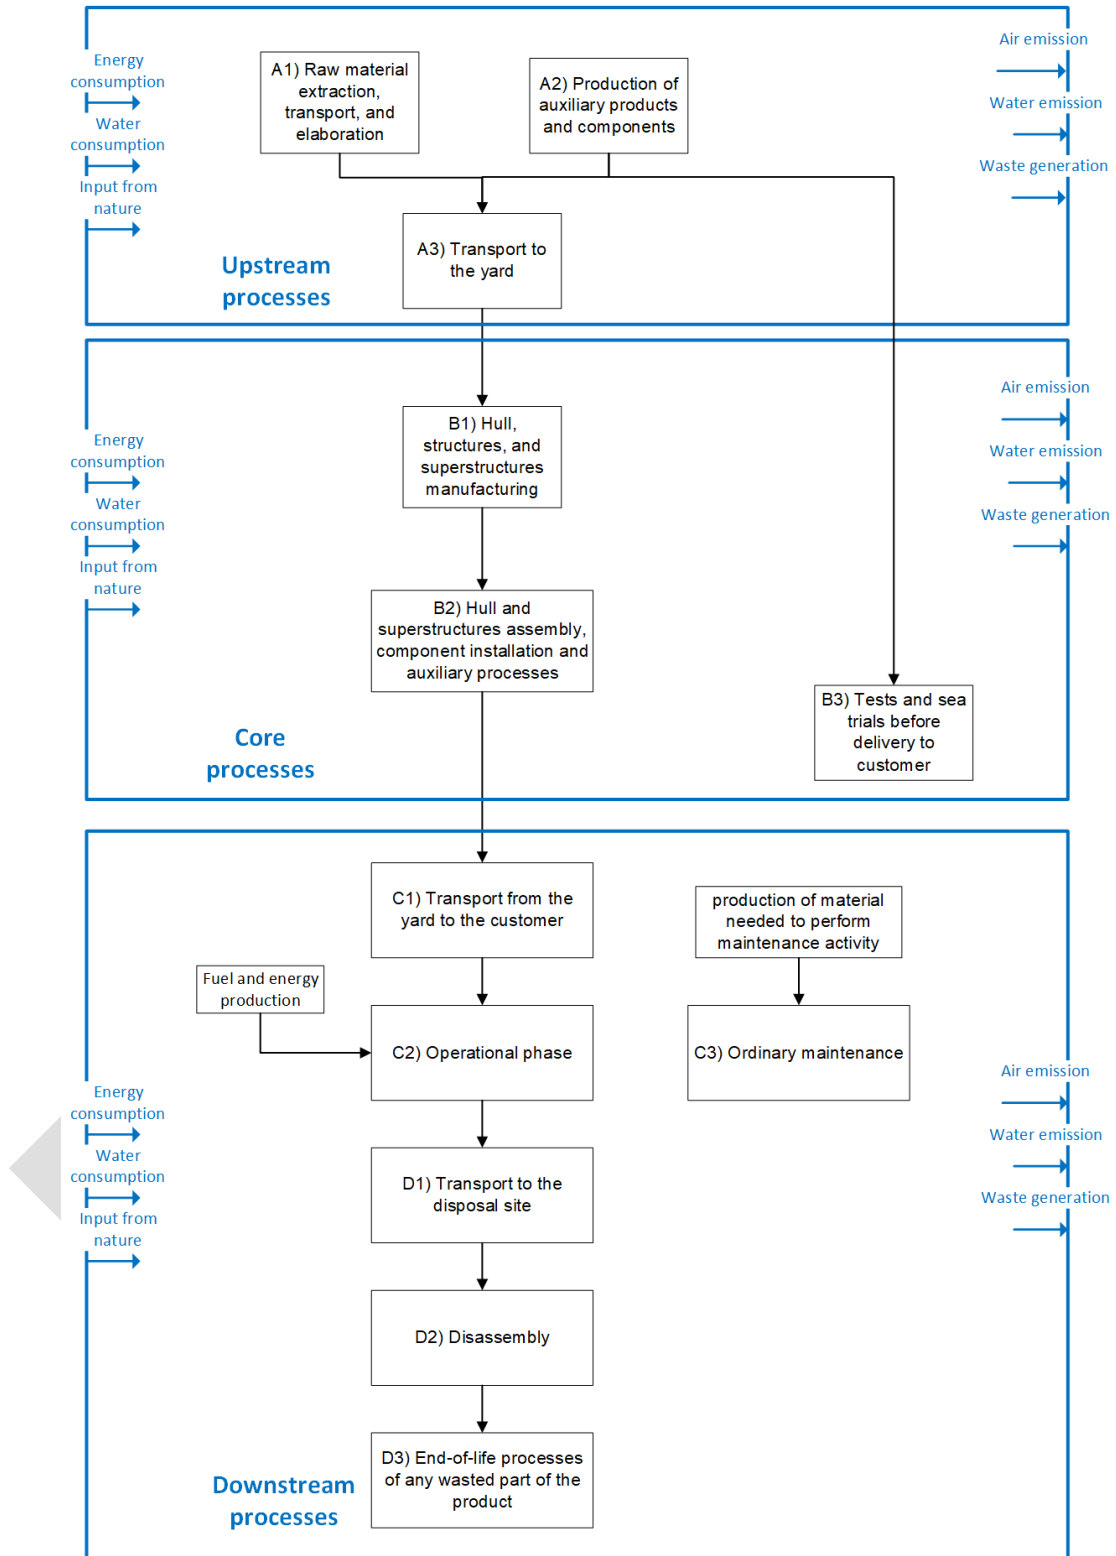 Energy
consumption
Water
consumption
Input from
nature
A1) Raw material
extraction,
transport, and
elaboration
A2) Production of
auxiliary products
and components
Air emission
Water emission
Waste generation
A3) Transport to
the yard
Upstream
processes
Energy
consumption
Water
consumption
Input from
nature
B1) Hull,
structures, and
superstructures
manufacturing
Air emission
Water emission
Waste generation
B2) Hull and
superstructures assembly,
component installation and
auxiliary processes
B3) Tests and sea
trials before
delivery to
customer
Core
processes
C1) Transport from the
yard to the customer
production of material
needed to perform
maintenance activity
Fuel and energy
production
C2) Operational phase
C3) Ordinary maintenance
Energy
consumption
Water
consumption
Input from
nature
Air emission
Water emission
Waste generation
D1) Transport to the
disposal site
D2) Disassembly
D3) End-of-life processes
of any wasted part of the
product
Downstream
processes